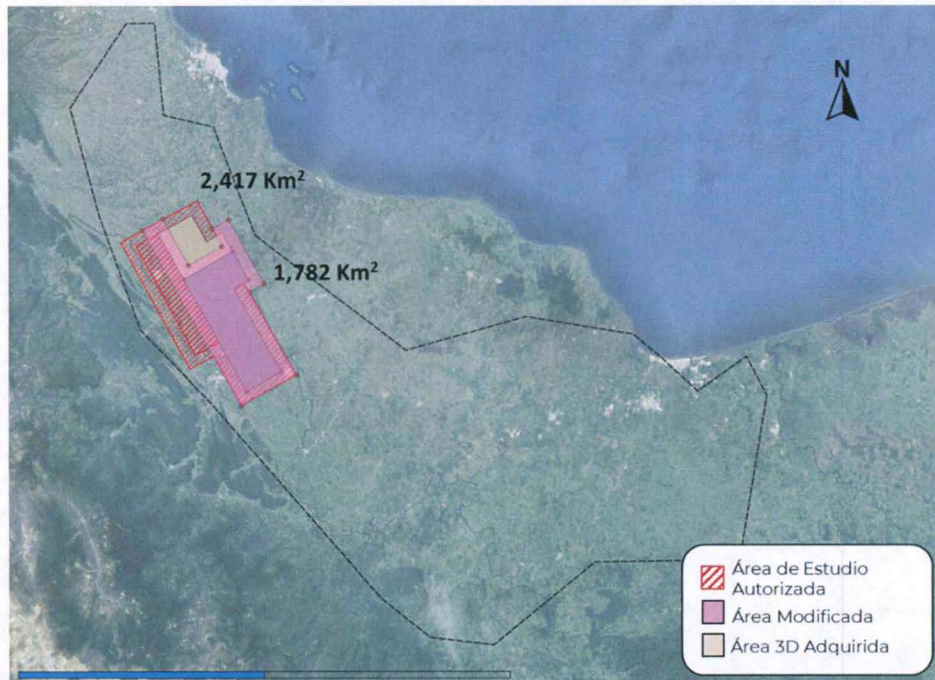 N
2,417 Km²
1,782 Km²
Área de Estudio
Autorizada
Área Modificada
Área 3D Adquirida